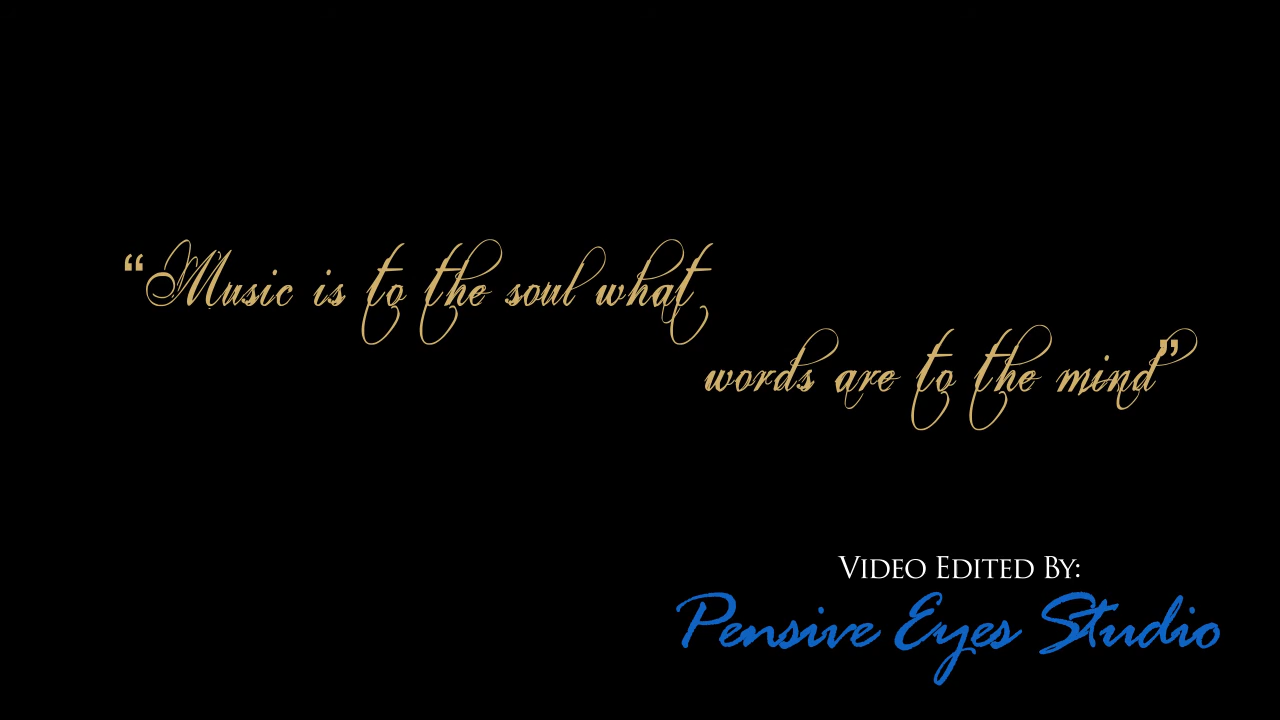 “Music is to the soul what
words are to the mind”
Video Edited By:
Pensive Eyes Studio